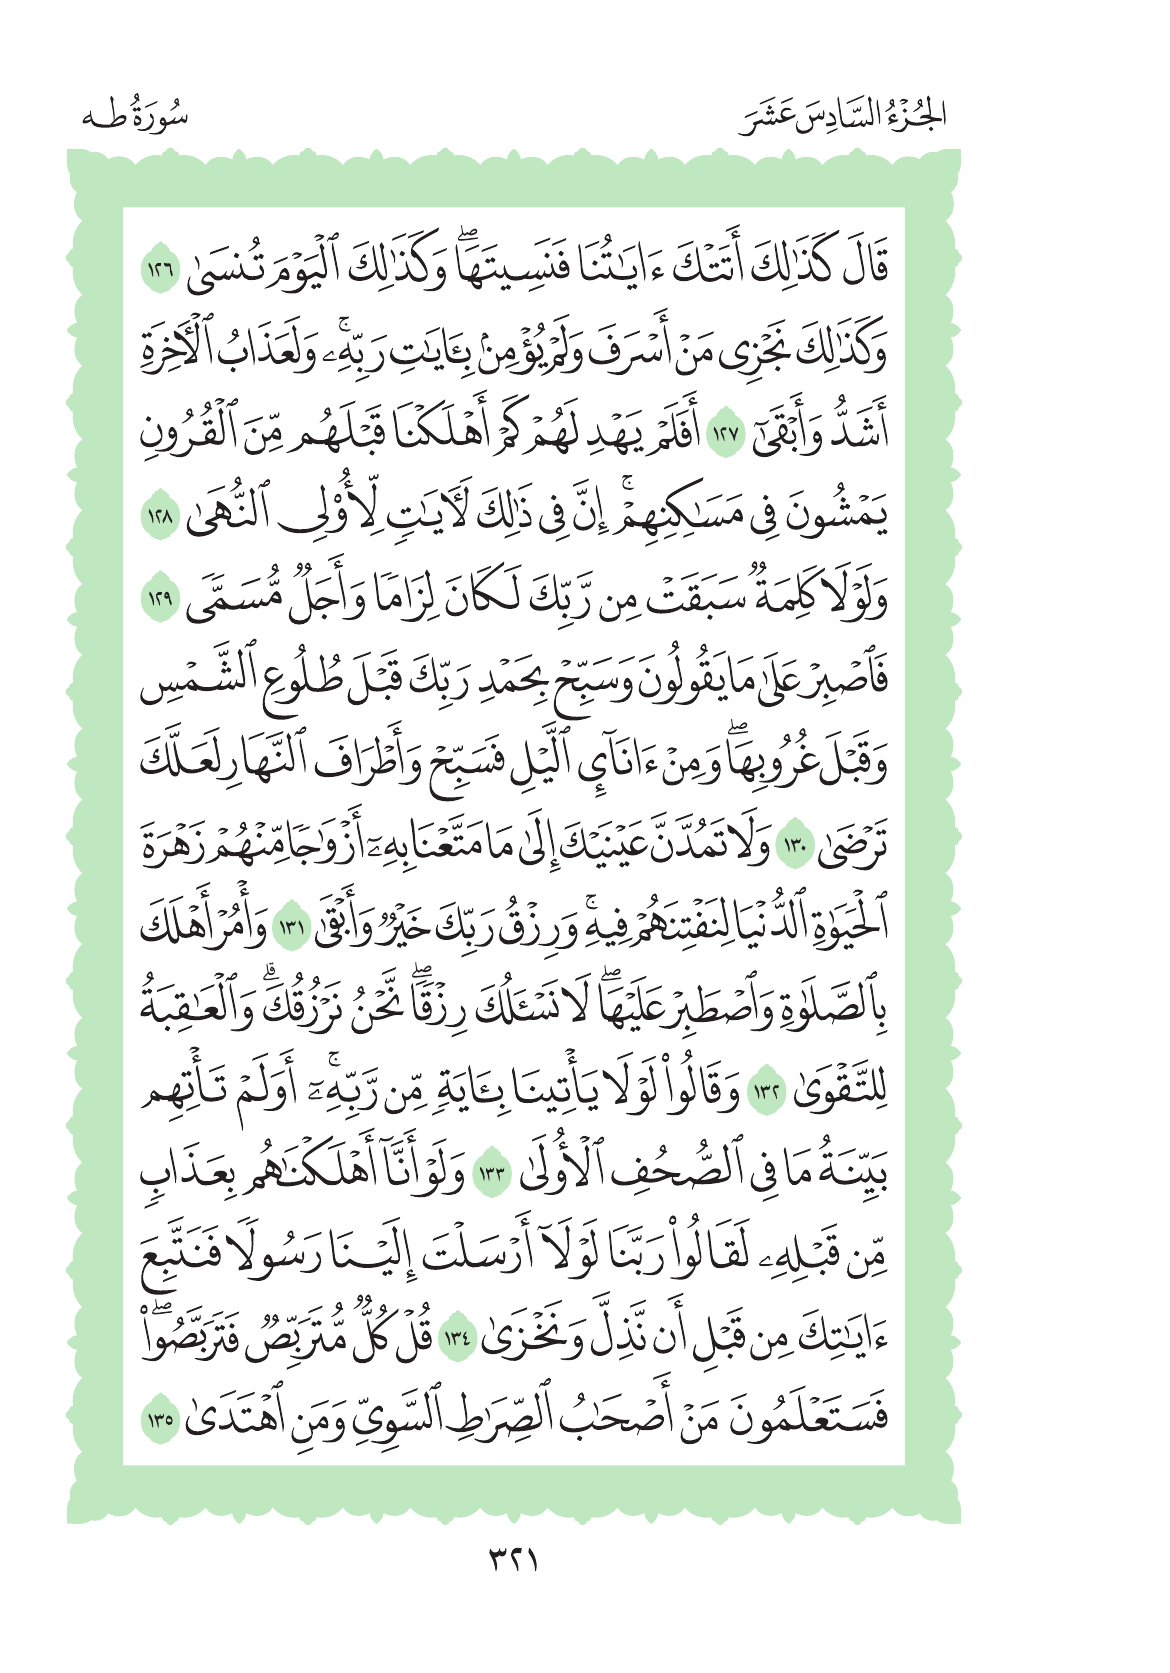 الجُزْءُ السَّادِسَ عَشَرَ
سُورَةُ طه
قَالَ كَذَٰلِكَ أَتَتۡكَ ءَايَٰتُنَا فَنَسِيتَهَاۖ وَكَذَٰلِكَ ٱلۡيَوۡمَ تُنسَىٰ ١٢٦
وَكَذَٰلِكَ نَجۡزِي مَنۡ أَسۡرَفَ وَلَمۡ يُؤۡمِنۢ بِـَٔايَٰتِ رَبِّهِۦۚ وَلَعَذَابُ ٱلۡأٓخِرَةِ
أَشَدُّ وَأَبۡقَىٰٓ ١٢٧ أَفَلَمۡ يَهۡدِ لَهُمۡ كَمۡ أَهۡلَكۡنَا قَبۡلَهُم مِّنَ ٱلۡقُرُونِ
يَمۡشُونَ فِي مَسَٰكِنِهِمۡۚ إِنَّ فِي ذَٰلِكَ لَأٓيَٰتٖ لِّأُوْلِي ٱلنُّهَىٰ ١٢٨
وَلَوۡلَا كَلِمَةٞ سَبَقَتۡ مِن رَّبِّكَ لَكَانَ لِزَامٗا وَأَجَلٞ مُّسَمّٗى ١٢٩
فَٱصۡبِرۡ عَلَىٰ مَا يَقُولُونَ وَسَبِّحۡ بِحَمۡدِ رَبِّكَ قَبۡلَ طُلُوعِ ٱلشَّمۡسِ
وَقَبۡلَ غُرُوبِهَاۖ وَمِنۡ ءَانَآيِٕ ٱلَّيۡلِ فَسَبِّحۡ وَأَطۡرَافَ ٱلنَّهَارِ لَعَلَّكَ
تَرۡضَىٰ ١٣٠ وَلَا تَمُدَّنَّ عَيۡنَيۡكَ إِلَىٰ مَا مَتَّعۡنَا بِهِۦٓ أَزۡوَٰجٗا مِّنۡهُمۡ زَهۡرَةَ
ٱلۡحَيَوٰةِ ٱلدُّنۡيَا لِنَفۡتِنَهُمۡ فِيهِۚ وَرِزۡقُ رَبِّكَ خَيۡرٞ وَأَبۡقَىٰ ١٣١ وَأۡمُرۡ أَهۡلَكَ
بِٱلصَّلَوٰةِ وَٱصۡطَبِرۡ عَلَيۡهَاۖ لَا نَسۡـَٔلُكَ رِزۡقٗاۖ نَّحۡنُ نَرۡزُقُكَۗ وَٱلۡعَٰقِبَةُ
لِلتَّقۡوَىٰ ١٣٢ وَقَالُواْ لَوۡلَا يَأۡتِينَا بِـَٔايَةٖ مِّن رَّبِّهِۦٓۚ أَوَلَمۡ تَأۡتِهِم
بَيِّنَةُ مَا فِي ٱلصُّحُفِ ٱلۡأُولَىٰ ١٣٣ وَلَوۡ أَنَّآ أَهۡلَكۡنَٰهُم بِعَذَابٖ
مِّن قَبۡلِهِۦ لَقَالُواْ رَبَّنَا لَوۡلَآ أَرۡسَلۡتَ إِلَيۡنَا رَسُولٗا فَنَتَّبِعَ
ءَايَٰتِكَ مِن قَبۡلِ أَن نَّذِلَّ وَنَخۡزَىٰ ١٣٤ قُلۡ كُلّٞ مُّتَرَبِّصٞ فَتَرَبَّصُواْۖ
فَسَتَعۡلَمُونَ مَنۡ أَصۡحَٰبُ ٱلصِّرَٰطِ ٱلسَّوِيِّ وَمَنِ ٱهۡتَدَىٰ ١٣٥
٣٢١